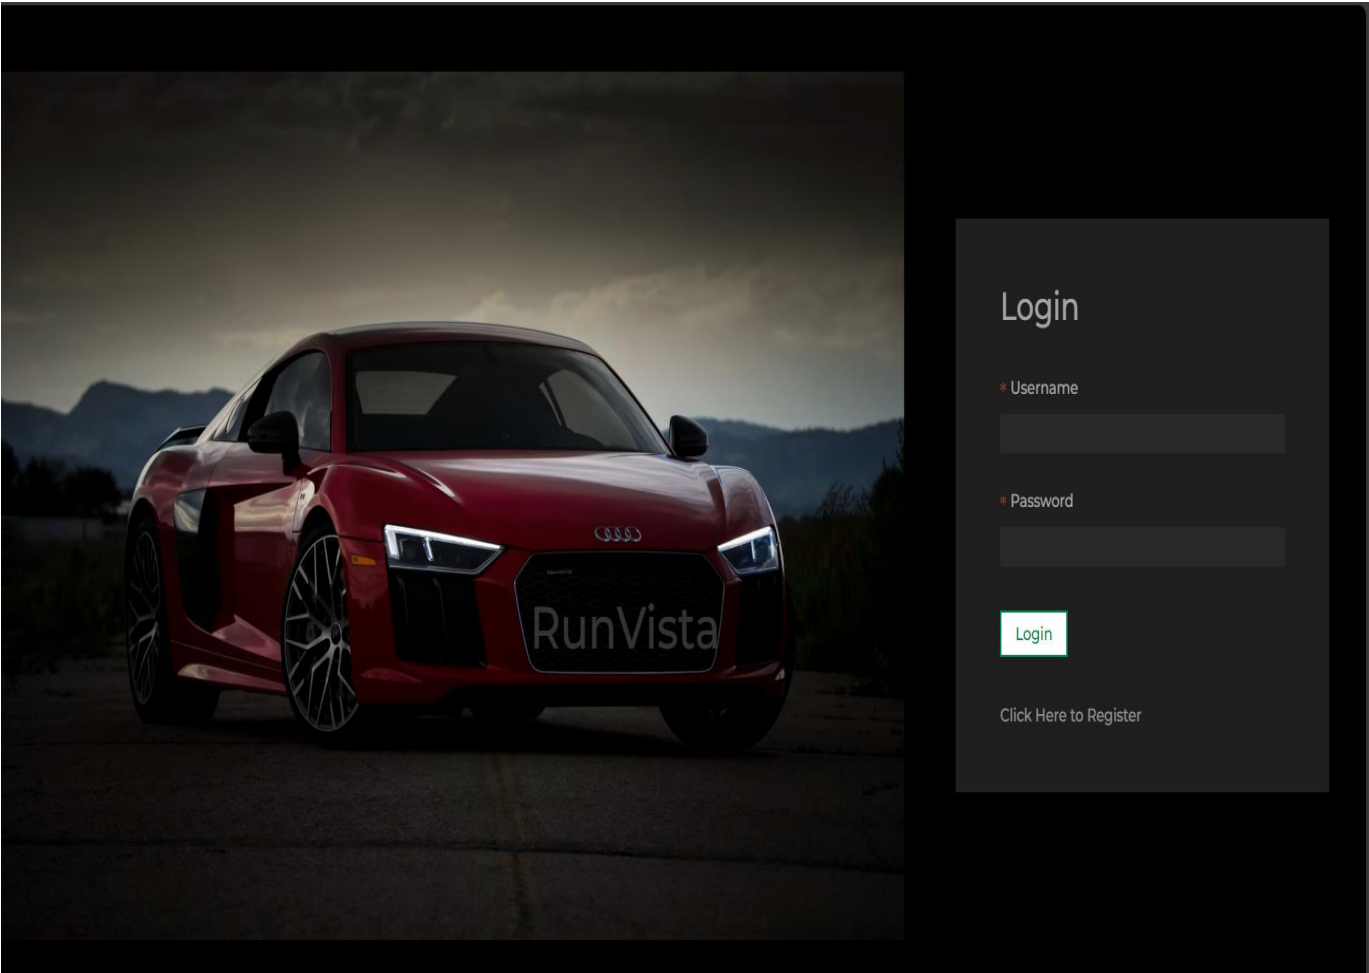 RunVista
Login
* Username
* Password
Login
Click Here to Register